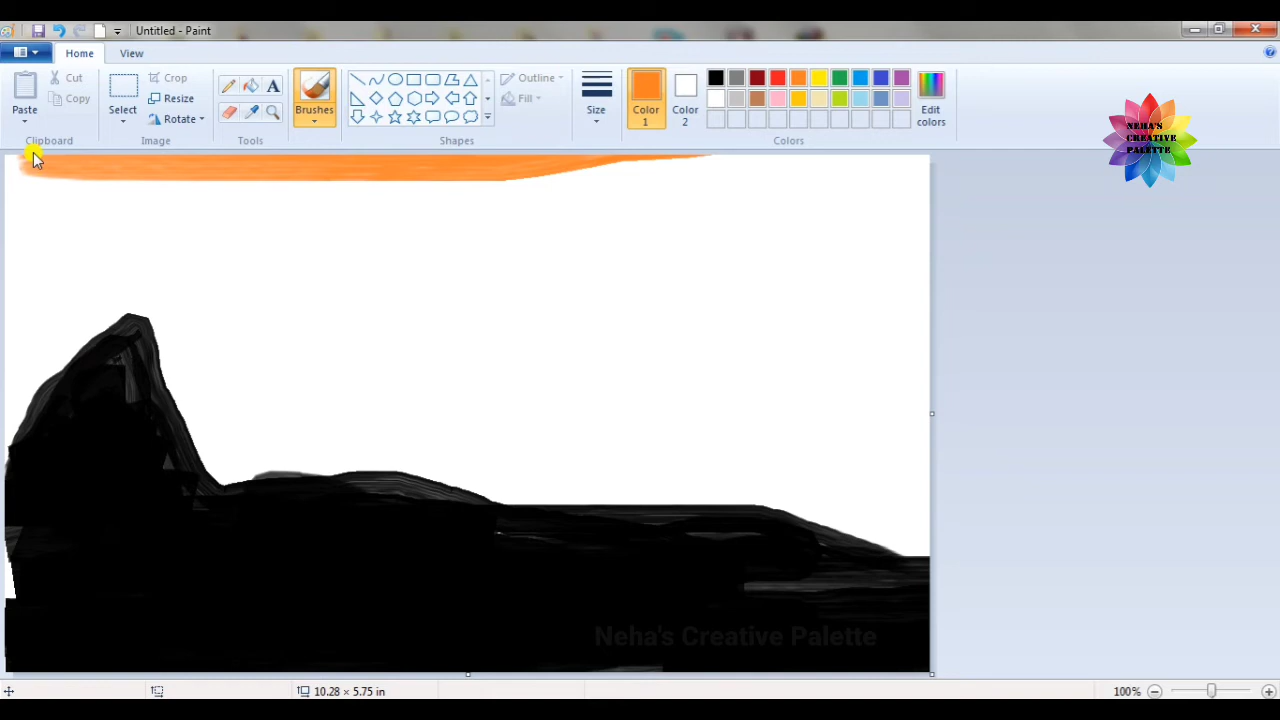 Untitled - Paint
Home
View
NEHA'S
CREATIVE
PALETTE
Paste
Cut
Copy
Clipboard
Select
Crop
Resize
Rotate
Image
A
Tools
Brushes
Outline
Fill
Shapes
Size
Color
1
Color
2
Edit
colors
Colors
Neha's Creative Palette
10.28 × 5.75 in
100%